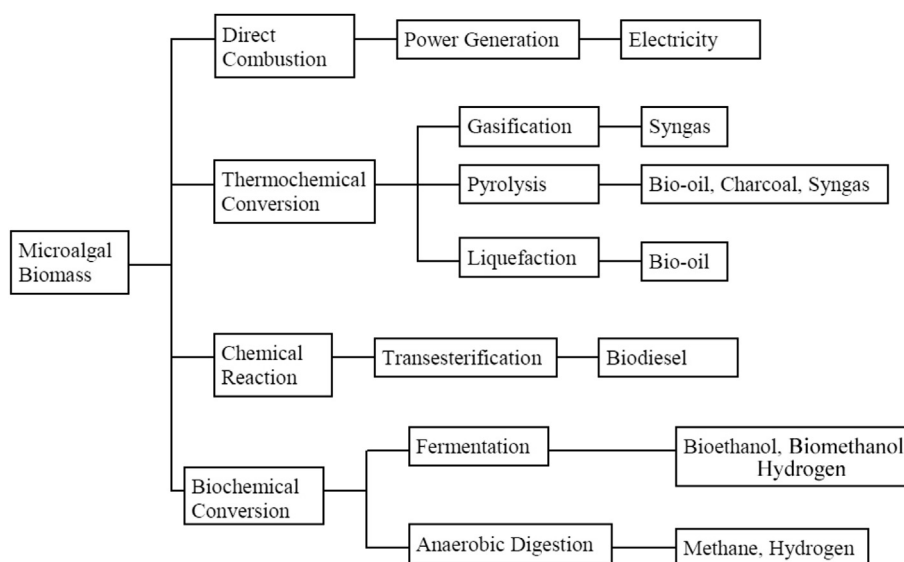 Direct
Combustion
Power Generation
Electricity
Gasification
Syngas
Thermochemical
Conversion
Pyrolysis
Bio-oil, Charcoal, Syngas
Liquefaction
Bio-oil
Microalgal
Biomass
Chemical
Reaction
Transesterification
Biodiesel
Fermentation
Bioethanol, Biomethanol
Hydrogen
Biochemical
Conversion
Anaerobic Digestion
Methane, Hydrogen